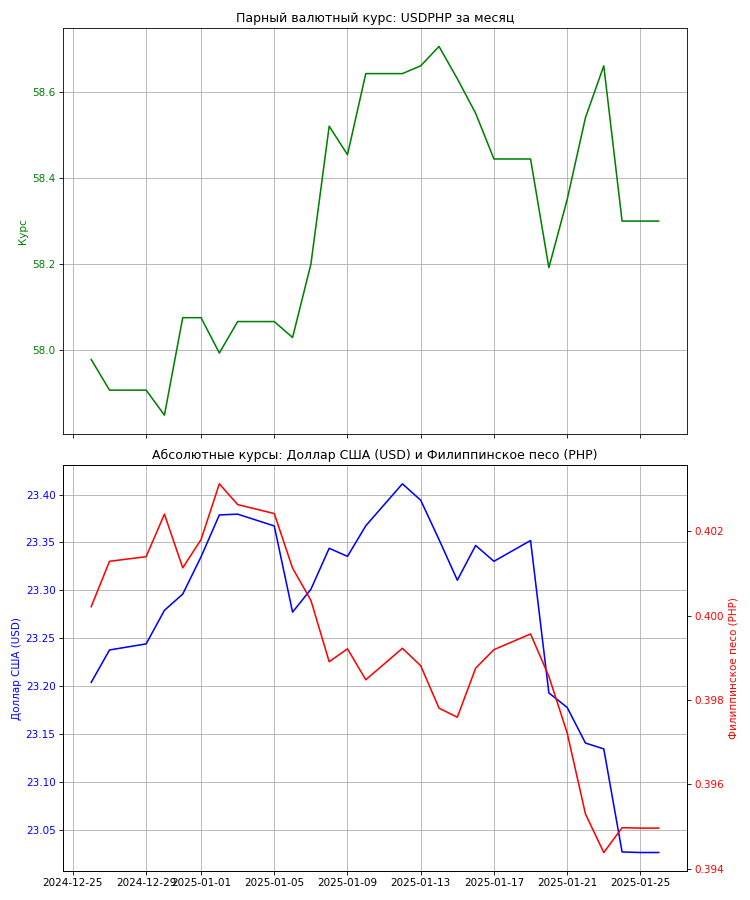 Парный валютный курс: USDPHP за месяц
58.6
58.4
58.2
58.0
Курс
Абсолютные курсы: Доллар США (USD) и Филиппинское песо (PHP)
23.40
23.35
23.30
23.25
23.20
23.15
23.10
23.05
Доллар США (USD)
0.402
0.400
0.398
0.396
0.394
Филиппинское песо (PHP)
2024-12-25 2024-12-29 2025-01-01 2025-01-05 2025-01-09 2025-01-13 2025-01-17 2025-01-21 2025-01-25